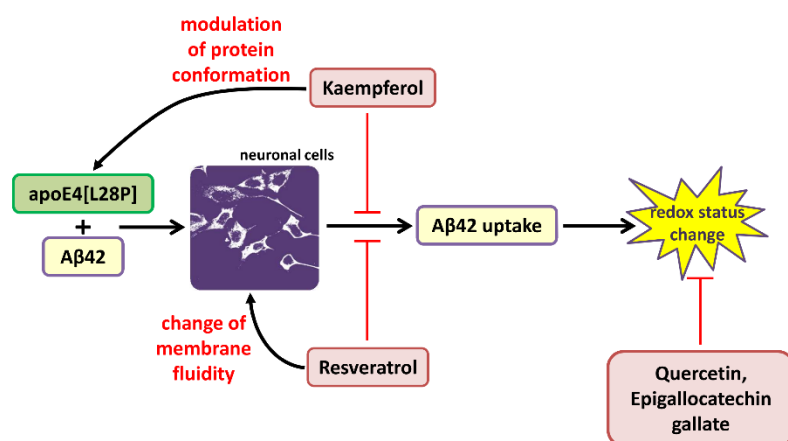 modulation
of protein
conformation
Kaempferol
neuronal cells
apoE4[L28P]
+
Aβ42
Aβ42 uptake
redox status
change
change of
membrane
fluidity
Resveratrol
Quercetin,
Epigallocatechin
gallate